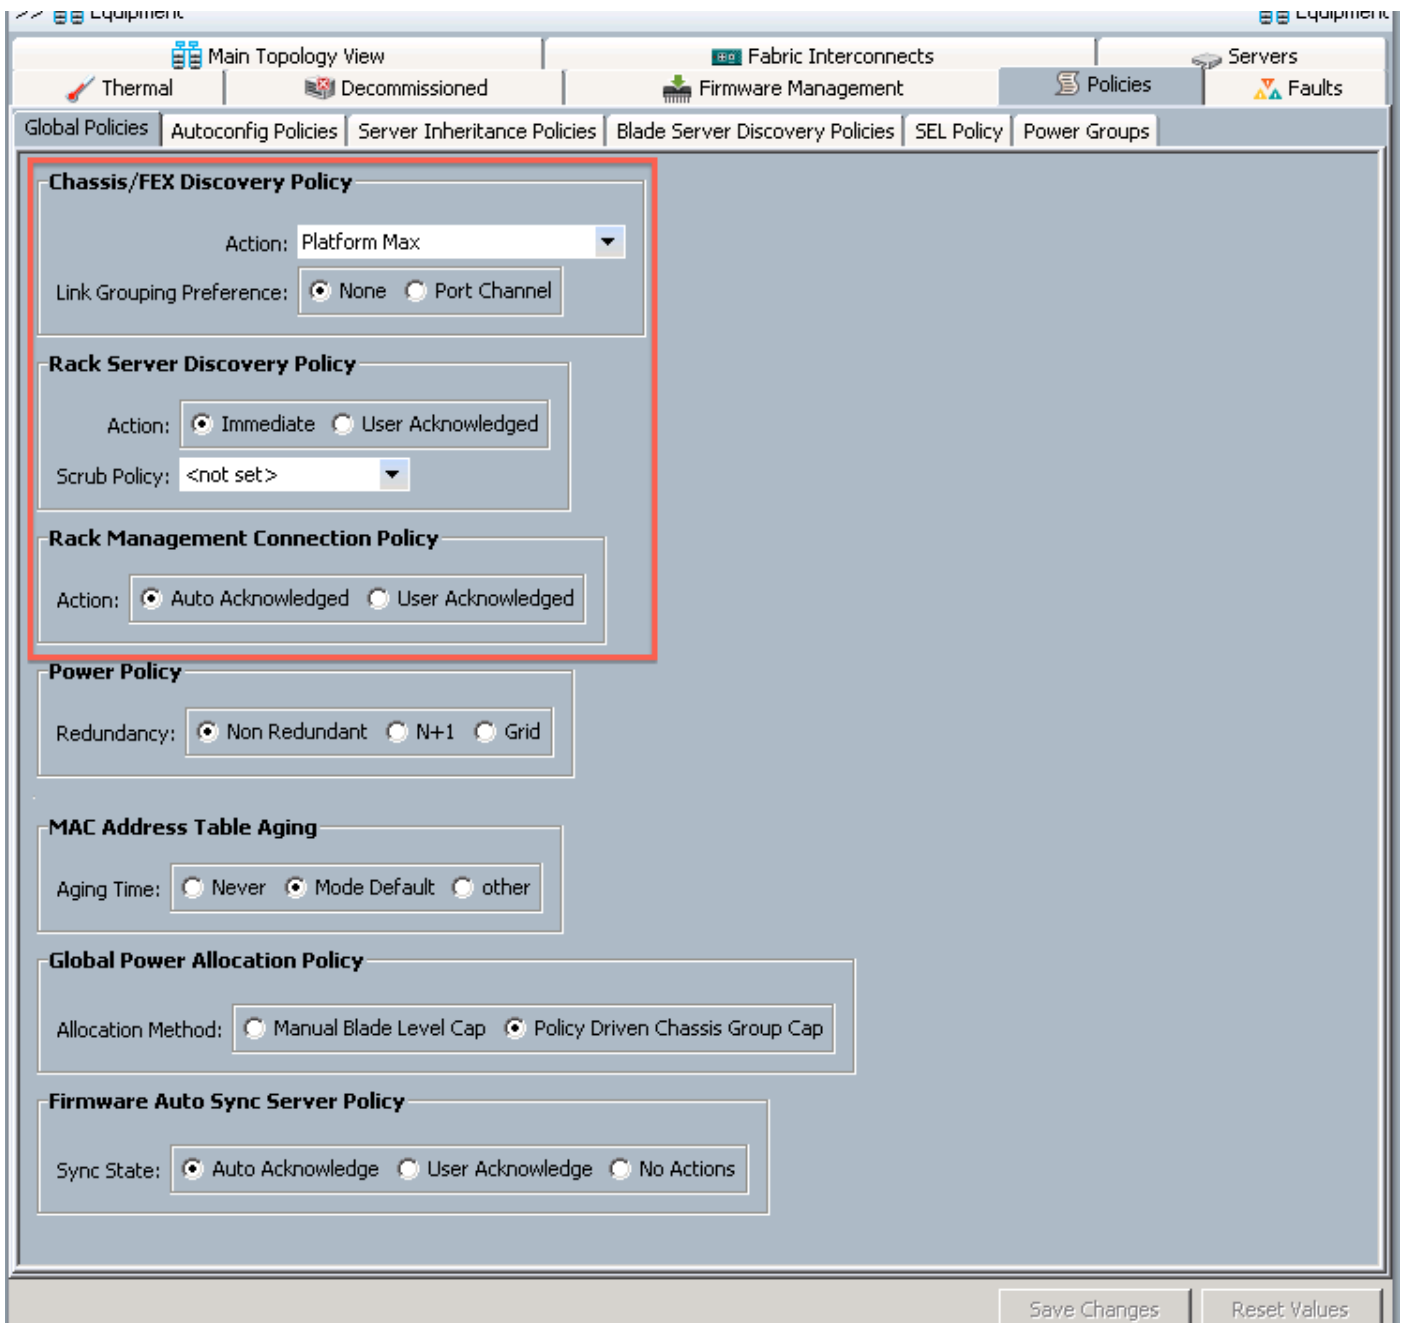 >> Equipment Equipment
Main Topology View Fabric Interconnects Servers
Thermal Decommissioned Firmware Management Policies Faults
Global Policies Autoconfig Policies Server Inheritance Policies Blade Server Discovery Policies SEL Policy Power Groups
Chassis/FEX Discovery Policy
Action: Platform Max
Link Grouping Preference: None Port Channel
Rack Server Discovery Policy
Action: Immediate User Acknowledged
Scrub Policy: <not set>
Rack Management Connection Policy
Action: Auto Acknowledged User Acknowledged
Power Policy
Redundancy: Non Redundant N+1 Grid
MAC Address Table Aging
Aging Time: Never Mode Default other
Global Power Allocation Policy
Allocation Method: Manual Blade Level Cap Policy Driven Chassis Group Cap
Firmware Auto Sync Server Policy
Sync State: Auto Acknowledge User Acknowledge No Actions
Save Changes Reset Values